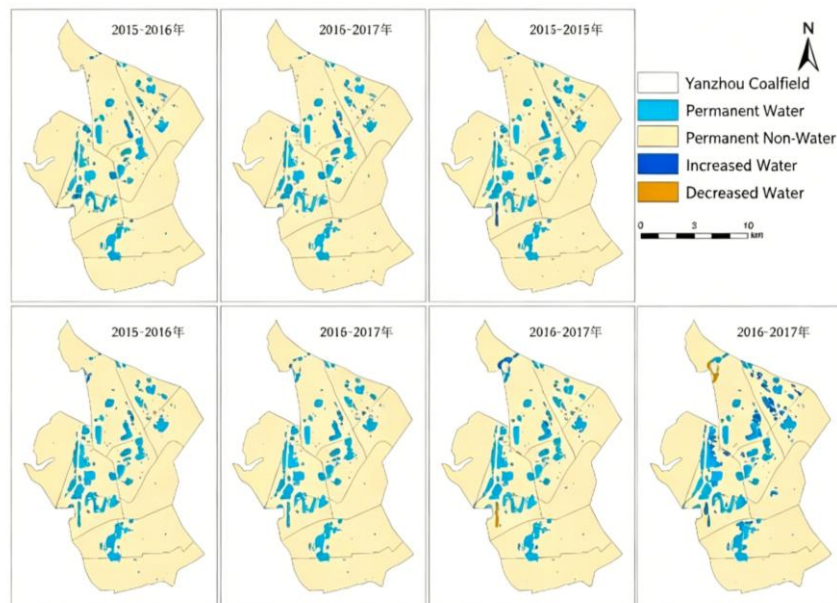 2015-2016年
2016-2017年
2015-2015年
N
Yanzhou Coalfield
Permanent Water
Permanent Non-Water
Increased Water
Decreased Water
0 3 10
km
2015-2016年
2016-2017年
2016-2017年
2016-2017年